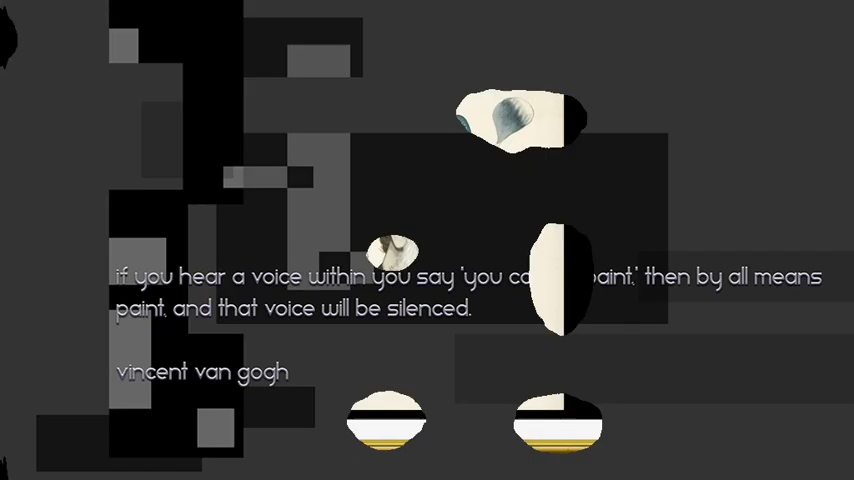 if you hear a voice within you say 'you ca paint,' then by all means
paint, and that voice will be silenced.
vincent van gogh